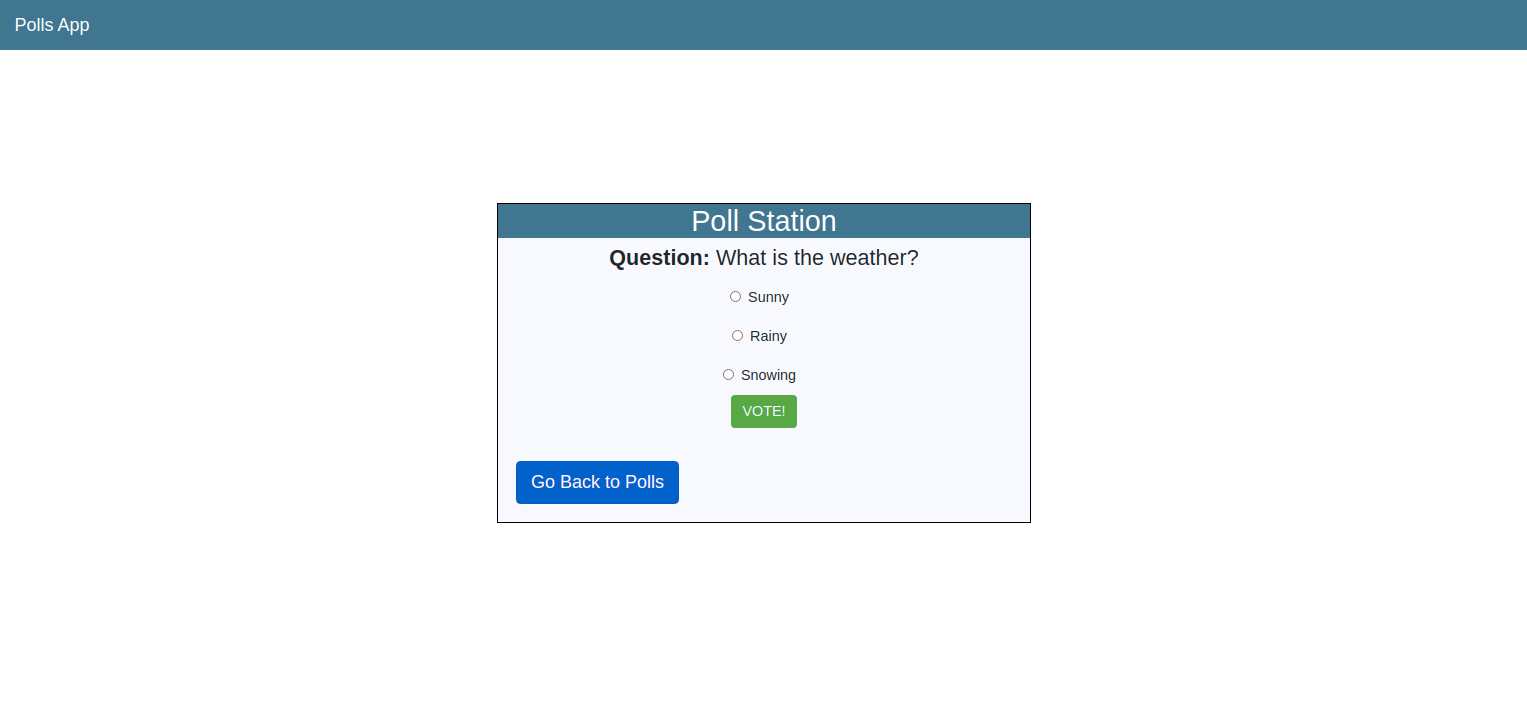 Polls App
Poll Station
Question: What is the weather?
Sunny
Rainy
Snowing
VOTE!
Go Back to Polls